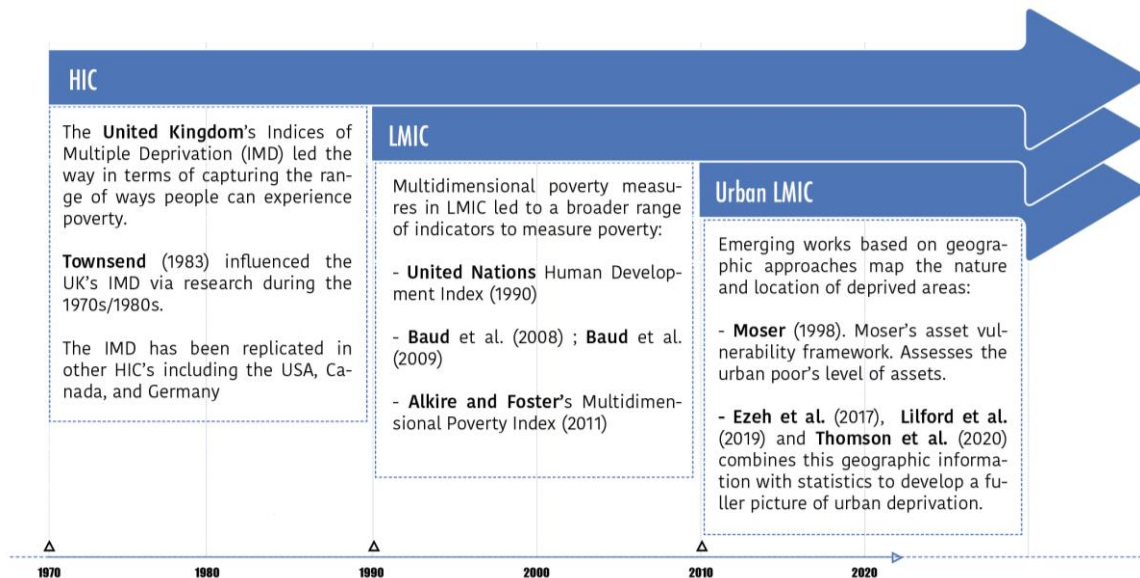 HIC
The United Kingdom's Indices of
Multiple Deprivation (IMD) led the
way in terms of capturing the ran-
ge of ways people can experience
poverty.
Townsend (1983) influenced the
UK's IMD via research during the
1970s/1980s.
The IMD has been replicated in
other HIC's including the USA, Ca-
nada, and Germany
LMIC
Multidimensional poverty measu-
res in LMIC led to a broader range
of indicators to measure poverty:
- United Nations Human Develop-
ment Index (1990)
- Baud et al. (2008) ; Baud et al.
(2009)
- Alkire and Foster's Multidimen-
sional Poverty Index (2011)
Urban LMIC
Emerging works based on geogra-
phic approaches map the nature
and location of deprived areas:
- Moser (1998). Moser's asset vul-
nerability framework. Assesses the
urban poor's level of assets.
- Ezeh et al. (2017), Lilford et al.
(2019) and Thomson et al. (2020)
combines this geographic informa-
tion with statistics to develop a fu-
ller picture of urban deprivation.
1970 1980 1990 2000 2010 2020